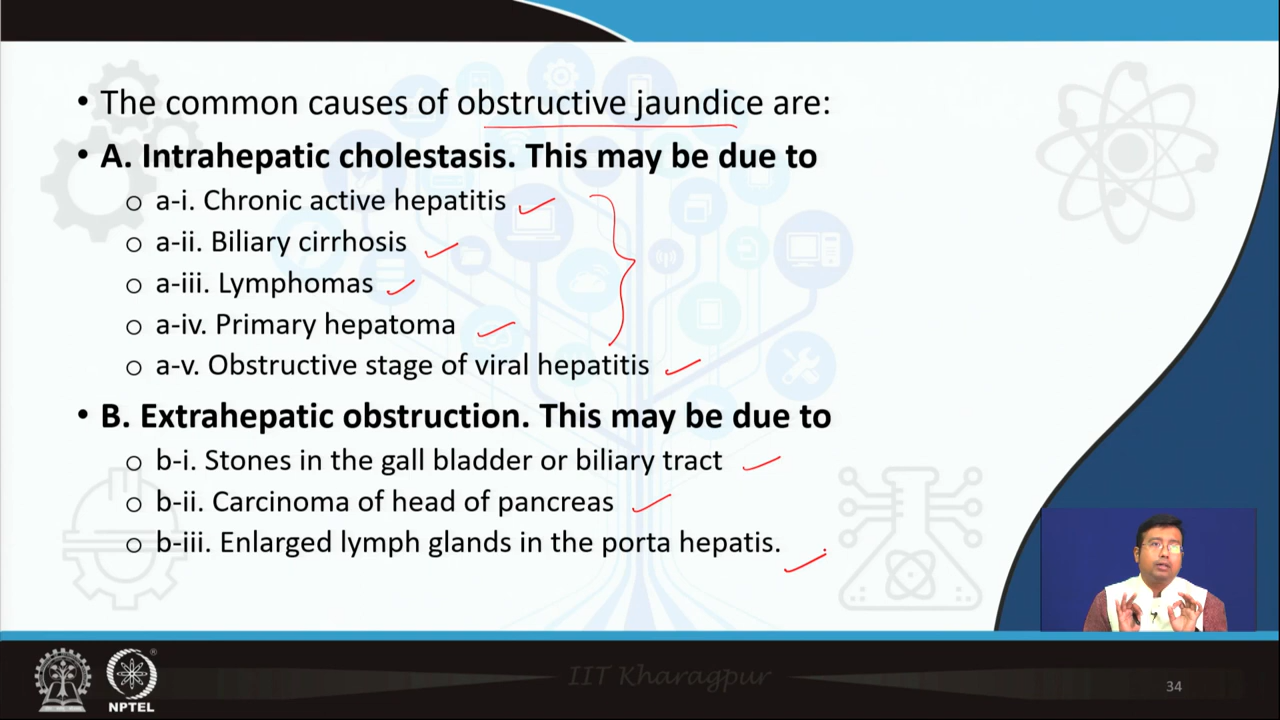 • The common causes of obstructive jaundice are:
• A. Intrahepatic cholestasis. This may be due to
o a-i. Chronic active hepatitis
o a-ii. Biliary cirrhosis
o a-iii. Lymphomas
o a-iv. Primary hepatoma
o a-v. Obstructive stage of viral hepatitis
• B. Extrahepatic obstruction. This may be due to
o b-i. Stones in the gall bladder or biliary tract
o b-ii. Carcinoma of head of pancreas
o b-iii. Enlarged lymph glands in the porta hepatis.
IIT Kharagpur
®
NPTEL
34